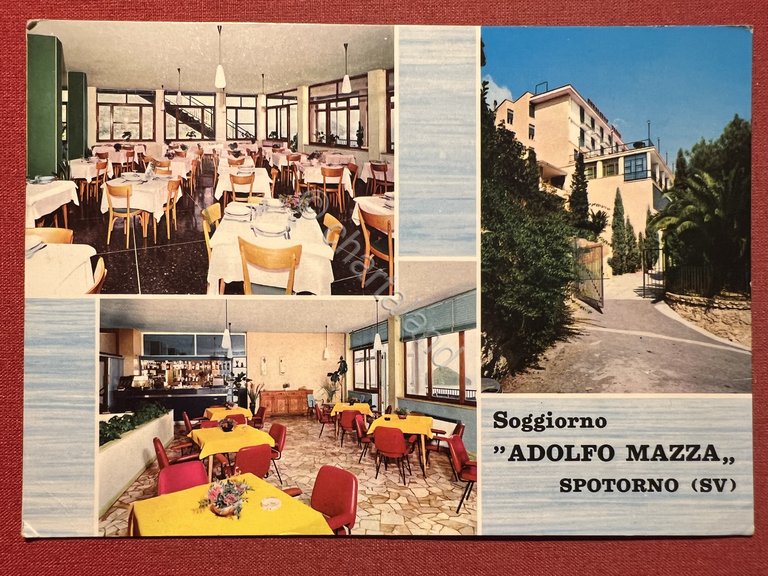 Soggiorno
”ADOLFO MAZZA„
SPOTORNO (SV)